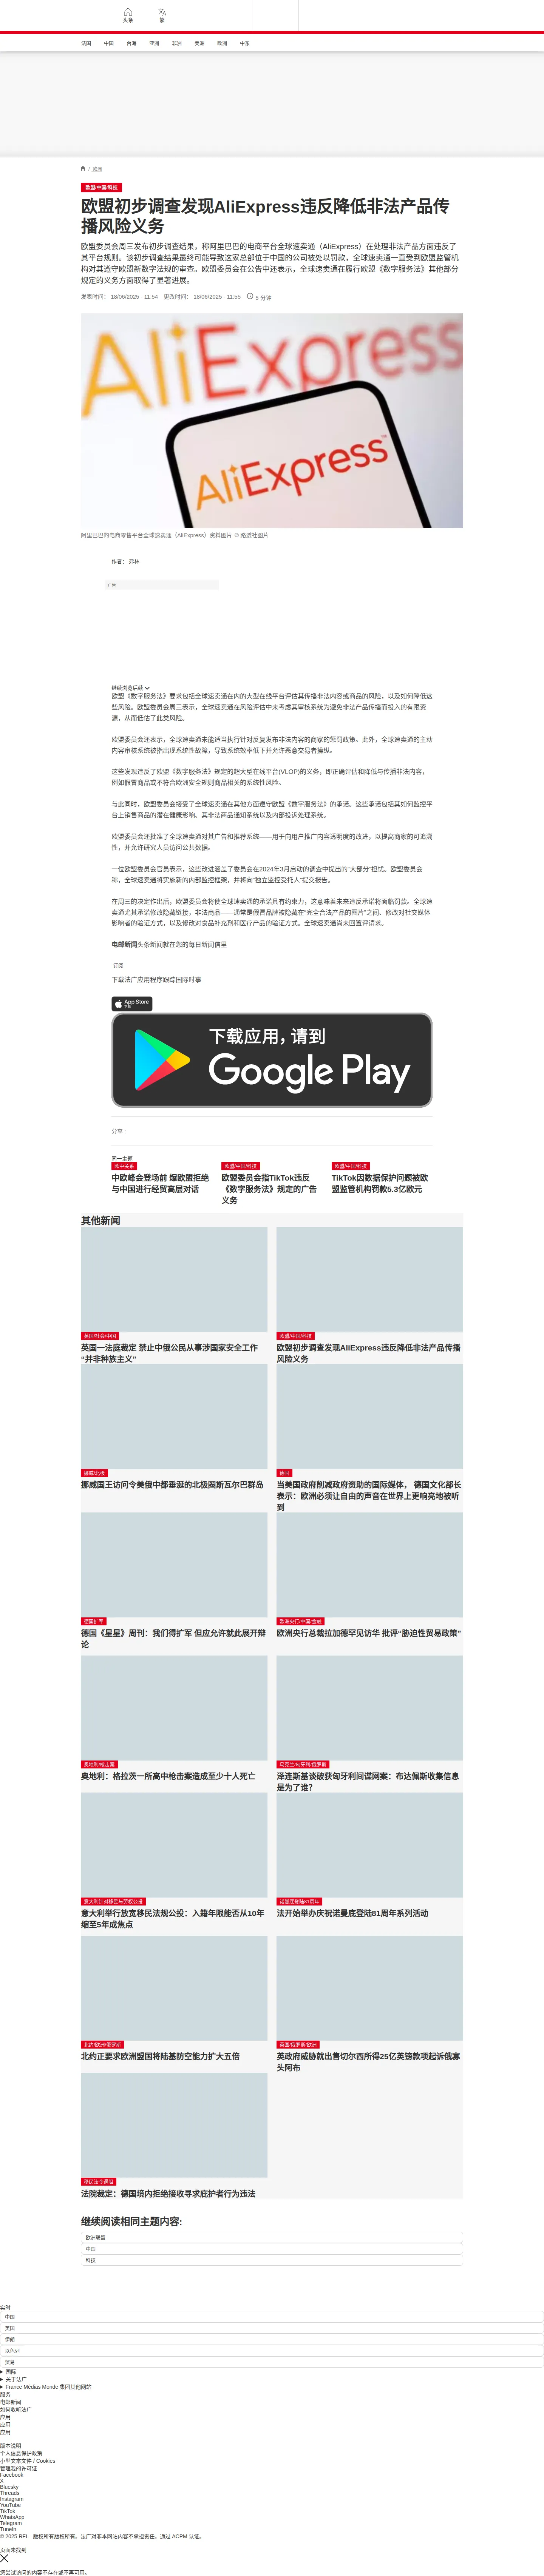 头条
繁
法国
中国
台海
亚洲
非洲
美洲
欧洲
中东
/ 欧洲
欧盟/中国/科技
欧盟初步调查发现AliExpress违反降低非法产品传
播风险义务
欧盟委员会周三发布初步调查结果，称阿里巴巴的电商平台全球速卖通（AliExpress）在处理非法产品方面违反了
其平台规则。该初步调查结果最终可能导致这家总部位于中国的公司被处以罚款，全球速卖通一直受到欧盟监管机
构对其遵守欧盟新数字法规的审查。欧盟委员会在公告中还表示，全球速卖通在履行欧盟《数字服务法》其他部分
规定的义务方面取得了显著进展。
发表时间： 18/06/2025 - 11:54 更改时间： 18/06/2025 - 11:55 5 分钟
AliExpress
AliExpress
阿里巴巴的电商零售平台全球速卖通（AliExpress）资料图片 © 路透社图片
作者： 弗林
广告
继续浏览后续
欧盟《数字服务法》要求包括全球速卖通在内的大型在线平台评估其传播非法内容或商品的风险，以及如何降低这
些风险。欧盟委员会周三表示，全球速卖通在风险评估中未考虑其审核系统为避免非法产品传播而投入的有限资
源，从而低估了此类风险。
欧盟委员会还表示，全球速卖通未能适当执行针对反复发布非法内容的商家的惩罚政策。此外，全球速卖通的主动
内容审核系统被指出现系统性故障，导致系统效率低下并允许恶意交易者操纵。
这些发现违反了欧盟《数字服务法》规定的超大型在线平台(VLOP)的义务，即正确评估和降低与传播非法内容，
例如假冒商品或不符合欧洲安全规则商品相关的系统性风险。
与此同时，欧盟委员会接受了全球速卖通在其他方面遵守欧盟《数字服务法》的承诺。这些承诺包括其如何监控平
台上销售商品的潜在健康影响、其非法商品通知系统以及内部投诉处理系统。
欧盟委员会还批准了全球速卖通对其广告和推荐系统——用于向用户推广内容透明度的改进，以提高商家的可追溯
性，并允许研究人员访问公共数据。
一位欧盟委员会官员表示，这些改进涵盖了委员会在2024年3月启动的调查中提出的“大部分”担忧。欧盟委员会
称，全球速卖通将实施新的内部监控框架，并将向“独立监控受托人”提交报告。
在周三的决定作出后，欧盟委员会将使全球速卖通的承诺具有约束力，这意味着未来违反承诺将面临罚款。全球速
卖通尤其承诺修改隐藏链接，非法商品——通常是假冒品牌被隐藏在“完全合法产品的图片”之间、修改对社交媒体
影响者的验证方式，以及修改对食品补充剂和医疗产品的验证方式。全球速卖通尚未回置评请求。
电邮新闻头条新闻就在您的每日新闻信里
订阅
下载法广应用程序跟踪国际时事
App Store
下载应用，请到
Google Play
分享 :
同一主题
欧中关系
中欧峰会登场前 爆欧盟拒绝
与中国进行经贸高层对话
欧盟/中国/科技
欧盟委员会指TikTok违反
《数字服务法》规定的广告
义务
欧盟/中国/科技
TikTok因数据保护问题被欧
盟监管机构罚款5.3亿欧元
其他新闻
英国/社会/中国
英国一法庭裁定 禁止中俄公民从事涉国家安全工作
“并非种族主义”
欧盟/中国/科技
欧盟初步调查发现AliExpress违反降低非法产品传播
风险义务
挪威/北极
挪威国王访问令美俄中都垂涎的北极圈斯瓦尔巴群岛
德国
当美国政府削减政府资助的国际媒体， 德国文化部长
表示：欧洲必须让自由的声音在世界上更响亮地被听
到
德国扩军
德国《星星》周刊：我们得扩军 但应允许就此展开辩
论
欧洲央行/中国/金融
欧洲央行总裁拉加德罕见访华 批评“胁迫性贸易政策”
奥地利/枪击案
奥地利：格拉茨一所高中枪击案造成至少十人死亡
乌克兰/匈牙利/俄罗斯
泽连斯基谈破获匈牙利间谍网案：布达佩斯收集信息
是为了谁？
意大利针对移民与劳权公投
意大利举行放宽移民法规公投：入籍年限能否从10年
缩至5年成焦点
诺曼底登陆81周年
法开始举办庆祝诺曼底登陆81周年系列活动
北约/欧洲/俄罗斯
北约正要求欧洲盟国将陆基防空能力扩大五倍
英国/俄罗斯/欧洲
英政府威胁就出售切尔西所得25亿英镑款项起诉俄寡
头阿布
移民法令遇阻
法院裁定：德国境内拒绝接收寻求庇护者行为违法
继续阅读相同主题内容:
欧洲联盟
中国
科技
实时
中国
美国
伊朗
以色列
贸易
国际
关于法广
France Médias Monde 集团其他网站
服务
电邮新闻
如何收听法广
应用
应用
应用
版本说明
个人信息保护政策
小型文本文件 / Cookies
管理我的许可证
Facebook
X
Bluesky
Threads
Instagram
YouTube
TikTok
WhatsApp
Telegram
TuneIn
© 2025 RFI – 版权所有版权所有。法广对非本网站内容不承担责任。通过 ACPM 认证。
页面未找到
您尝试访问的内容不存在或不再可用。